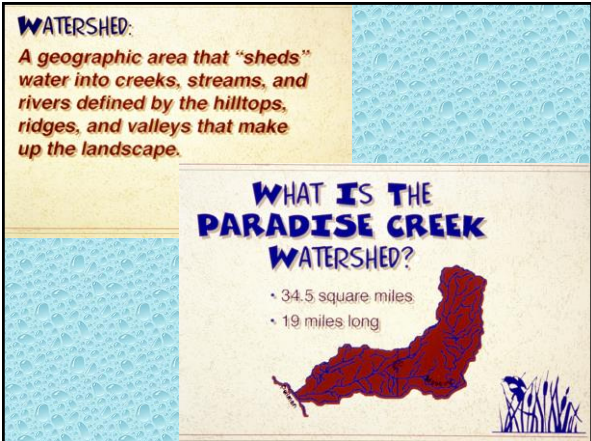 WATERSHED:
A geographic area that “sheds”
water into creeks, streams, and
rivers defined by the hilltops,
ridges, and valleys that make
up the landscape.
WHAT IS THE
PARADISE CREEK
WATERSHED?
• 34.5 square miles
• 19 miles long